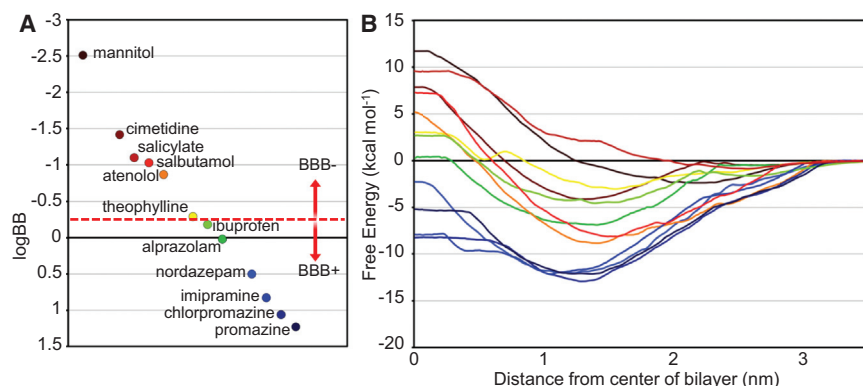 A
B
-3
-2.5
-2
-1.5
-1
-0.5
0
0.5
1
1.5
logBB
mannitol
cimetidine
salicylate
salbutamol
atenolol
BBB-
theophylline
ibuprofen
alprazolam
BBB+
nordazepam
imipramine
chlorpromazine
promazine
15
10
5
0
-5
-10
-15
-20
Free Energy (kcal mol⁻¹)
0
1
2
3
Distance from center of bilayer (nm)